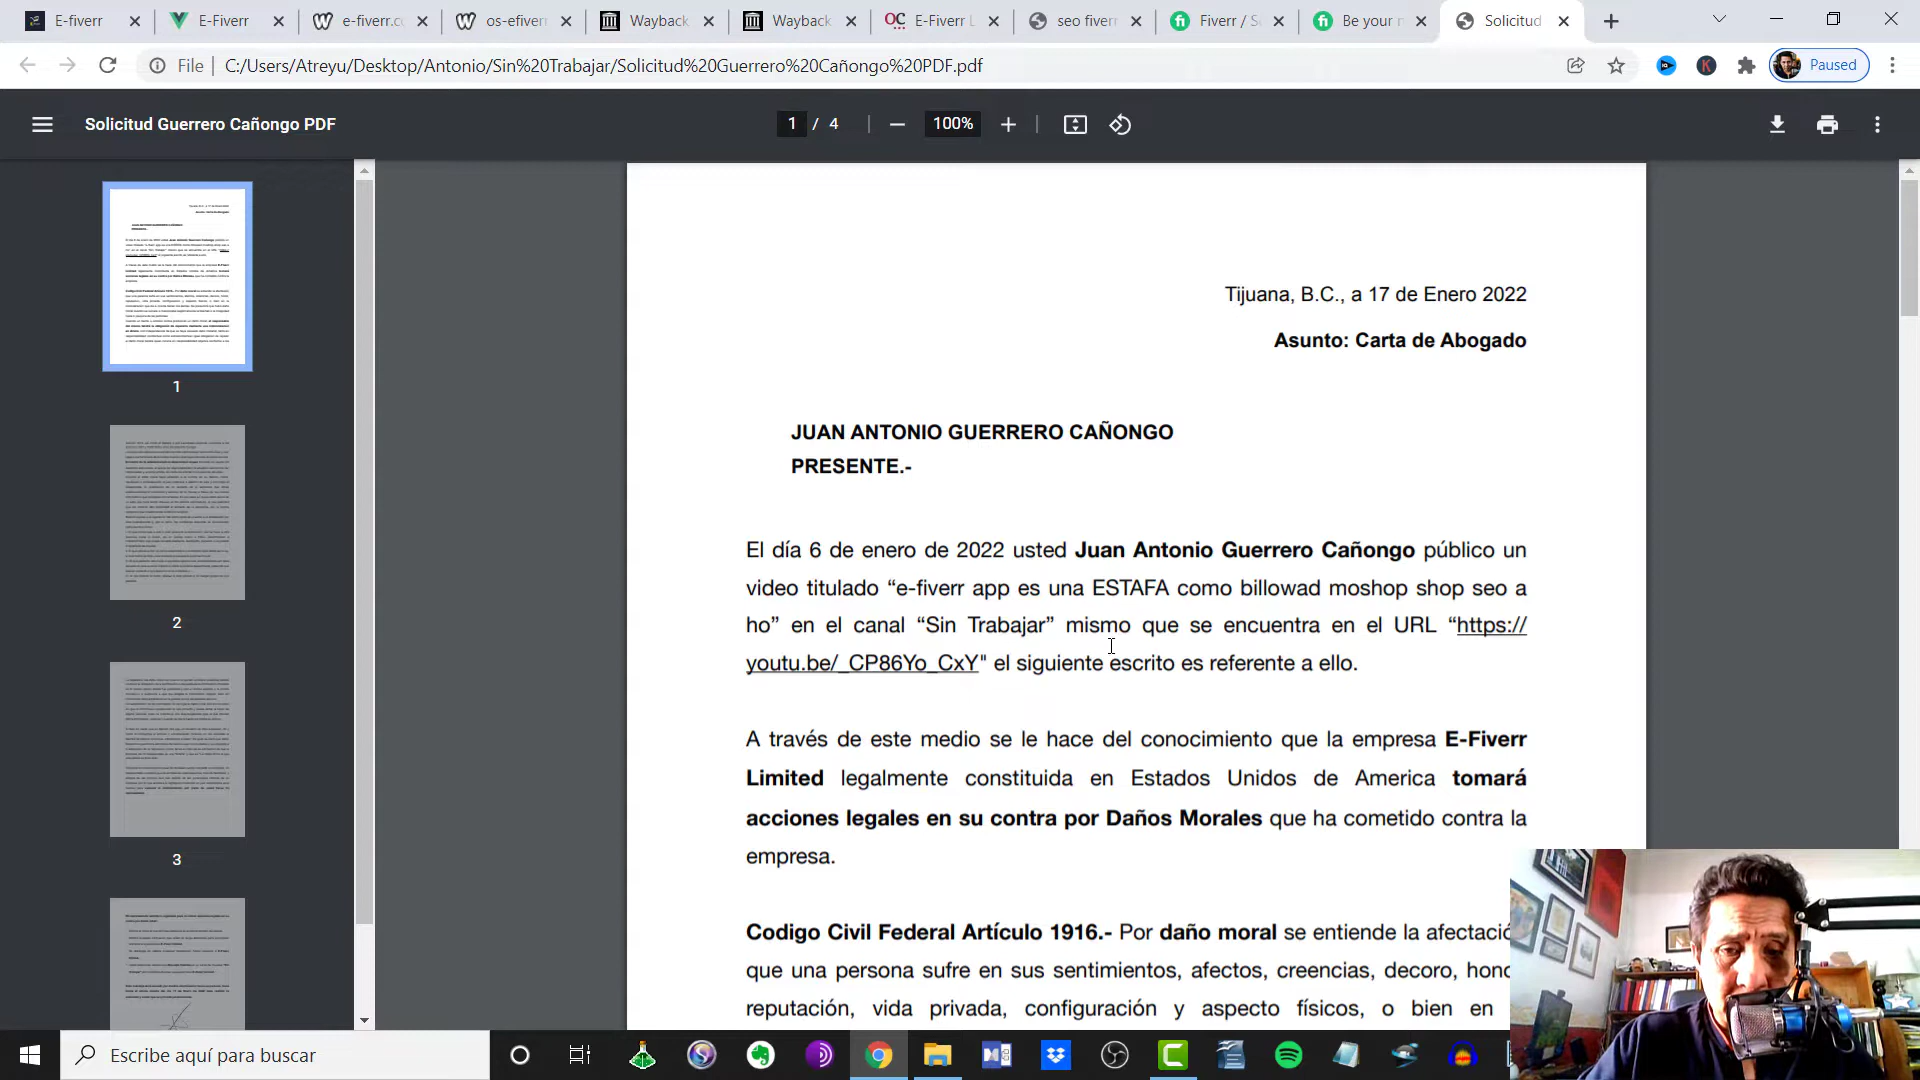 E-fiverr
E-Fiverr
e-fiverr.co
os-efiverr
Wayback
Wayback
E-Fiverr L
seo fiverr
Fiverr / Se
Be your
Solicitud
File
C:/Users/Atreyu/Desktop/Antonio/Sin%20Trabajar/Solicitud%20Guerrero%20Cañongo%20PDF.pdf
Paused
Solicitud Guerrero Cañongo PDF
1 / 4
100%
1
2
3
Tijuana, B.C., a 17 de Enero 2022
Asunto: Carta de Abogado
JUAN ANTONIO GUERRERO CAÑONGO
PRESENTE.-
El día 6 de enero de 2022 usted Juan Antonio Guerrero Cañongo público un
video titulado “e-fiverr app es una ESTAFA como billowad moshop shop seo a
ho” en el canal “Sin Trabajar” mismo que se encuentra en el URL “https://
youtu.be/_CP86Yo_CxY" el siguiente escrito es referente a ello.
A través de este medio se le hace del conocimiento que la empresa E-Fiverr
Limited legalmente constituida en Estados Unidos de America tomará
acciones legales en su contra por Daños Morales que ha cometido contra la
empresa.
Codigo Civil Federal Artículo 1916.- Por daño moral se entiende la afectació
que una persona sufre en sus sentimientos, afectos, creencias, decoro, hono
reputación, vida privada, configuración y aspecto físicos, o bien en
Escribe aquí para buscar